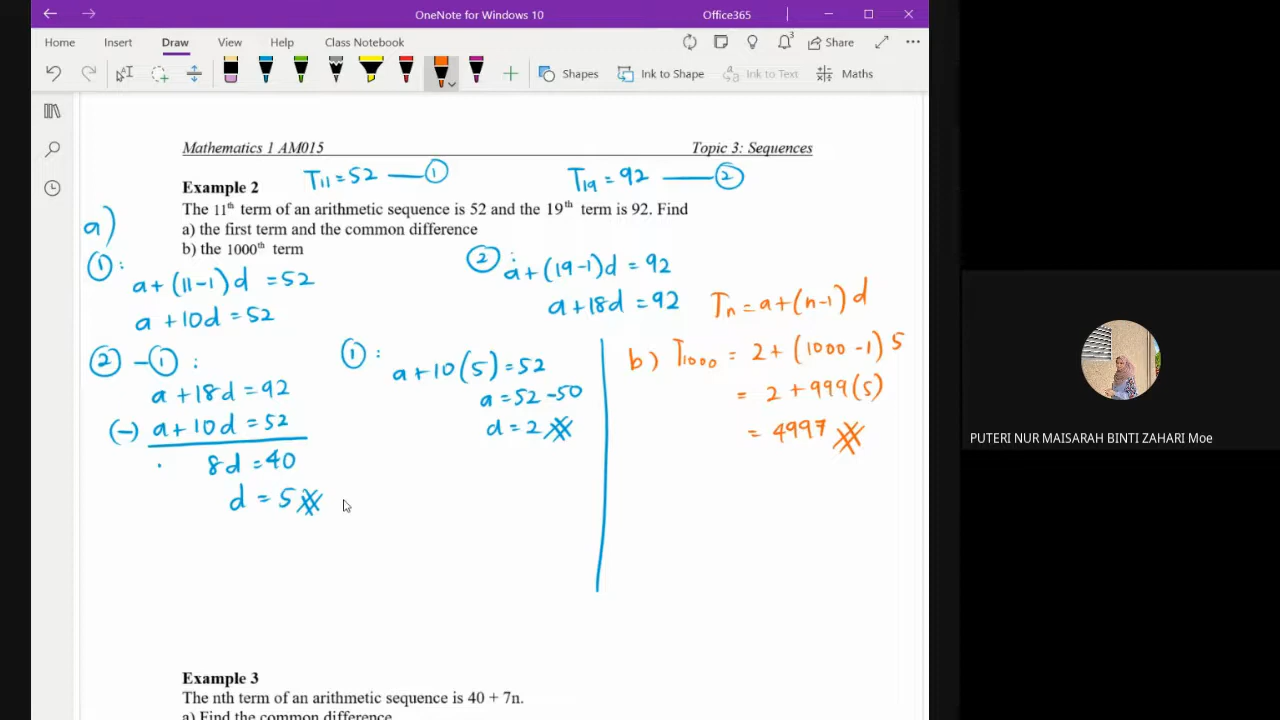 OneNote for Windows 10
Office365
Home Insert Draw View Help Class Notebook
3
Share
Shapes Ink to Shape Ink to Text Maths
Mathematics 1 AM015
Topic 3: Sequences
Example 2
T11 = 52 — ①
T19 = 92 — ②
The 11th term of an arithmetic sequence is 52 and the 19th term is 92. Find
a) the first term and the common difference
b) the 1000th term
a)
① :
a + (11-1) d = 52
a + 10d = 52
② :
a + (19-1)d = 92
a + 18d = 92
② - ① :
a + 18d = 92
(-) a + 10d = 52
8d = 40
d = 5
① :
a + 10(5) = 52
a = 52 - 50
d = 2
Tn = a + (n-1) d
b) T1000 = 2 + (1000 - 1) 5
= 2 + 999(5)
= 4997
Example 3
The nth term of an arithmetic sequence is 40 + 7n.
a) Find the common difference
PUTERI NUR MAISARAH BINTI ZAHARI Moe